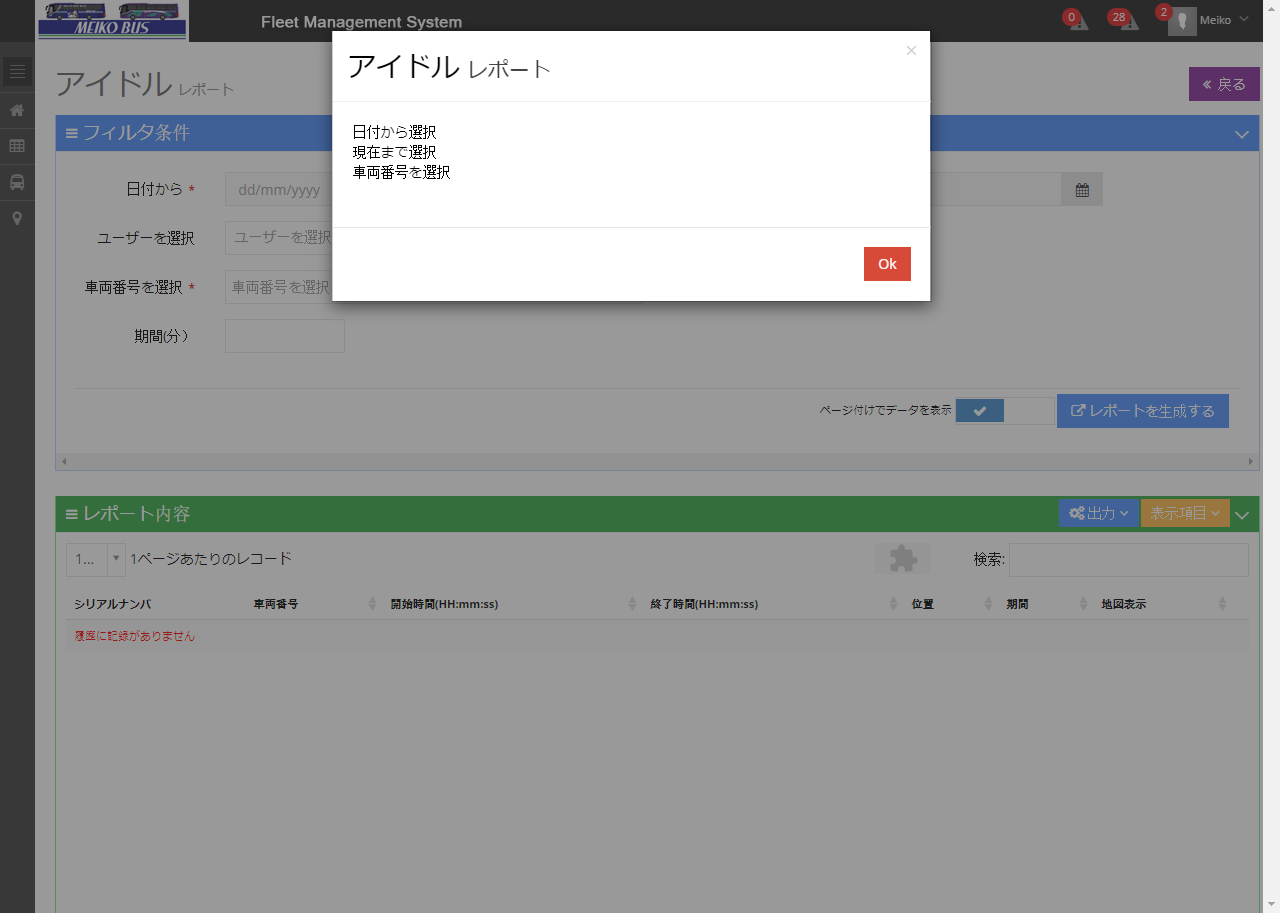 MEIKO BUS
Fleet Management System
0
28
2
Meiko
アイドル レポート
×
日付から選択
現在まで選択
車両番号を選択
Ok
アイドル レポート
« 戻る
フィルタ条件
日付から *
dd/mm/yyyy
ユーザーを選択
ユーザーを選択
車両番号を選択 *
車両番号を選択
期間(分）
ページ付けでデータを表示
レポートを生成する
レポート内容
出力
表示項目
1...
1ページあたりのレコード
検索:
シリアルナンバ 車両番号 開始時間(HH:mm:ss) 終了時間(HH:mm:ss) 位置 期間 地図表示
履歴に記録がありません